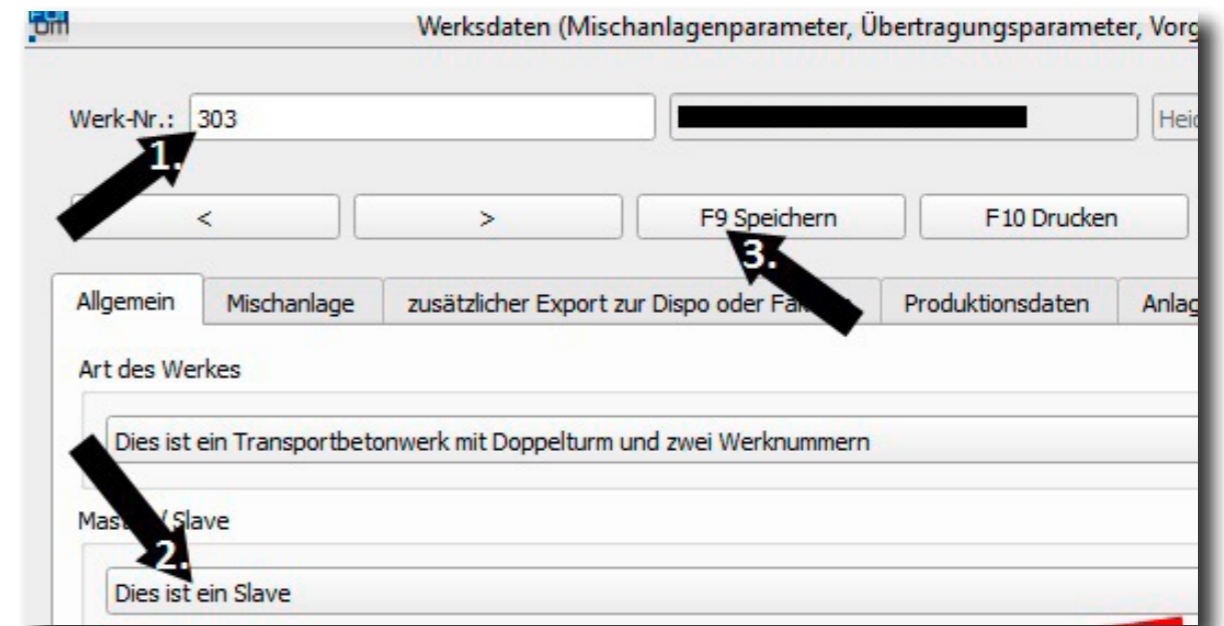 Werksdaten (Mischanlagenparameter, Übertragungsparameter, Vorg
Werk-Nr.: 303 Heid
1.
< > F9 Speichern F10 Drucken
3.
Allgemein Mischanlage zusätzlicher Export zur Dispo oder Produktionsdaten Anlag
Art des Werkes
Dies ist ein Transportbetonwerk mit Doppelturm und zwei Werknummern
/ Slave
2.
Dies ist ein Slave